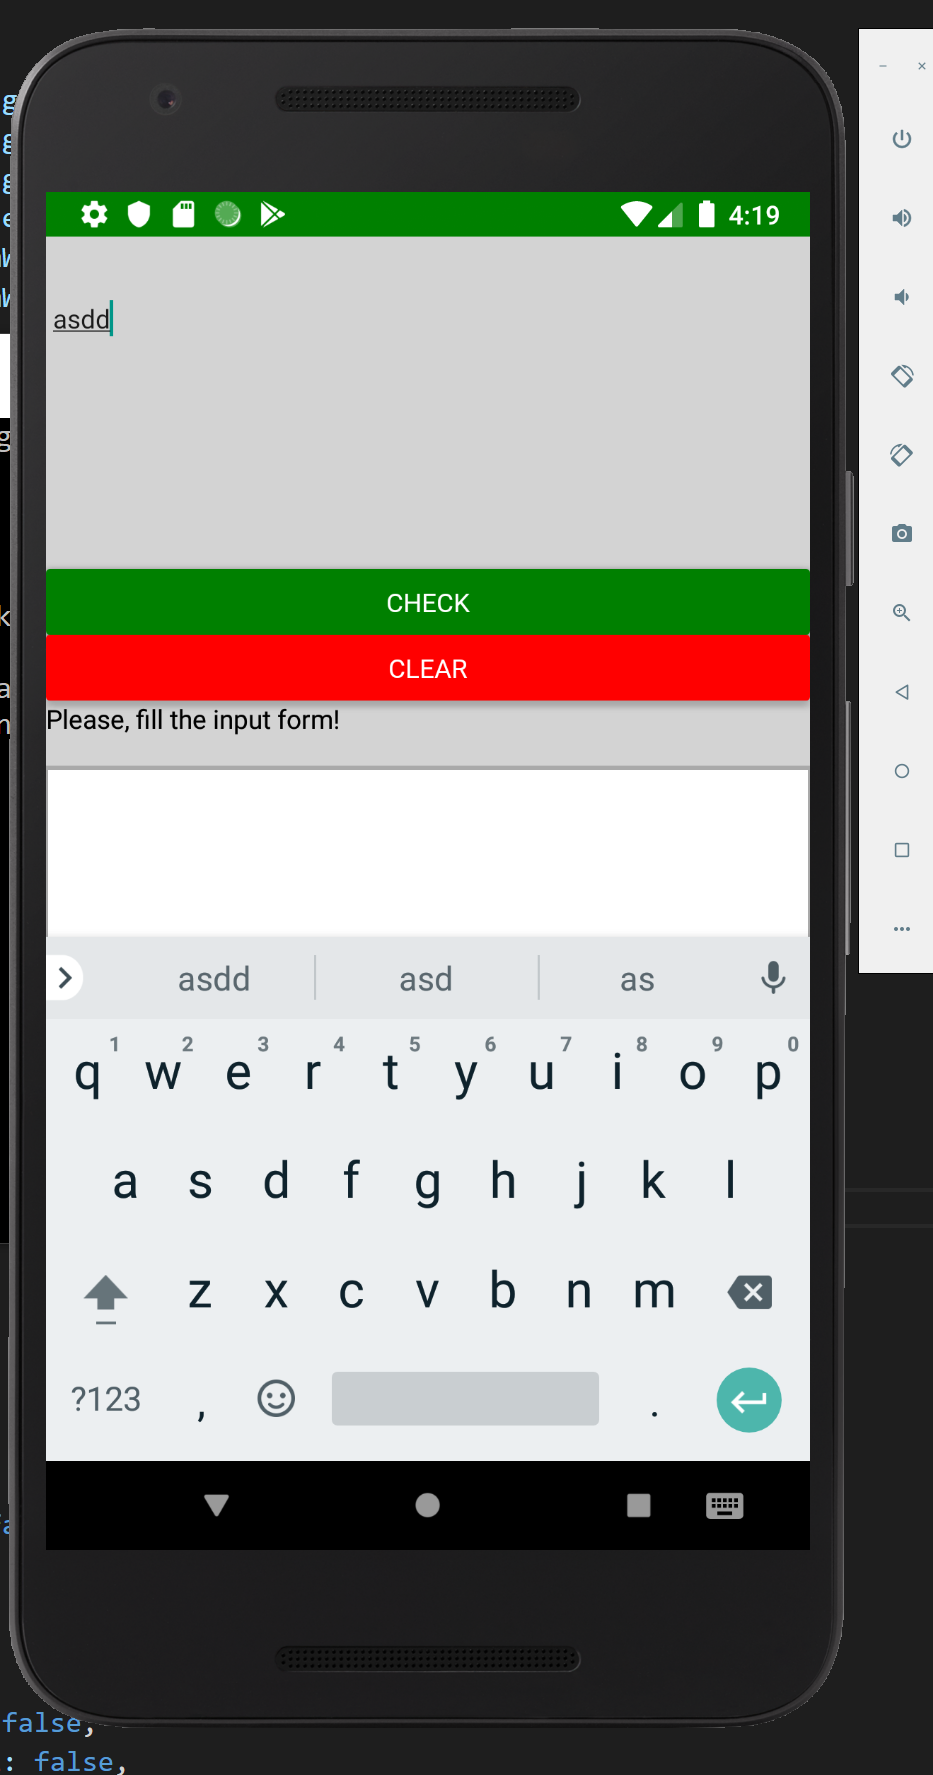 4:19
asdd
CHECK
CLEAR
Please, fill the input form!
asdd asd as
1 2 3 4 5 6 7 8 9 0
q w e r t y u i o p
a s d f g h j k l
z x c v b n m
?123 , .
false,
: false,